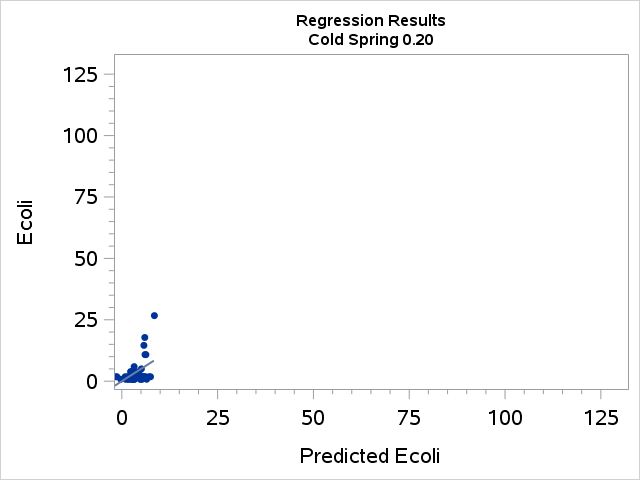 Regression Results
Cold Spring 0.20
125
100
75
50
25
0
Ecoli
0 25 50 75 100 125
Predicted Ecoli